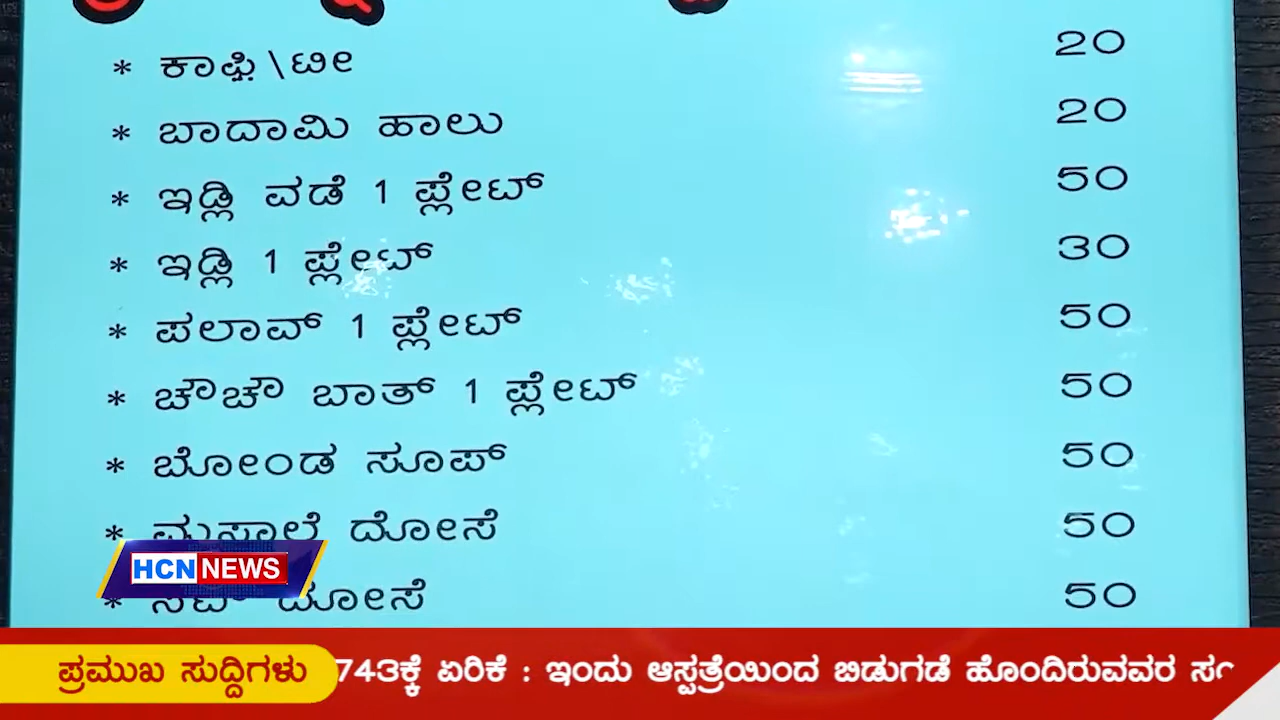 * ಕಾಫಿ\ಟೀ 20
* ಬಾದಾಮಿ ಹಾಲು 20
* ಇಡ್ಲಿ ವಡೆ 1 ಪ್ಲೇಟ್ 50
* ಇಡ್ಲಿ 1 ಪ್ಲೇಟ್ 30
* ಪಲಾವ್ 1 ಪ್ಲೇಟ್ 50
* ಚೌಚೌ ಬಾತ್ 1 ಪ್ಲೇಟ್ 50
* ಬೋಂಡ ಸೂಪ್ 50
* ಮಸಾಲೆ ದೋಸೆ 50
HCN NEWS
* ಸೆಟ್ ದೋಸೆ 50
ಪ್ರಮುಖ ಸುದ್ದಿಗಳು 743ಕ್ಕೆ ಏರಿಕೆ : ಇಂದು ಆಸ್ಪತ್ರೆಯಿಂದ ಬಿಡುಗಡೆ ಹೊಂದಿರುವವರ